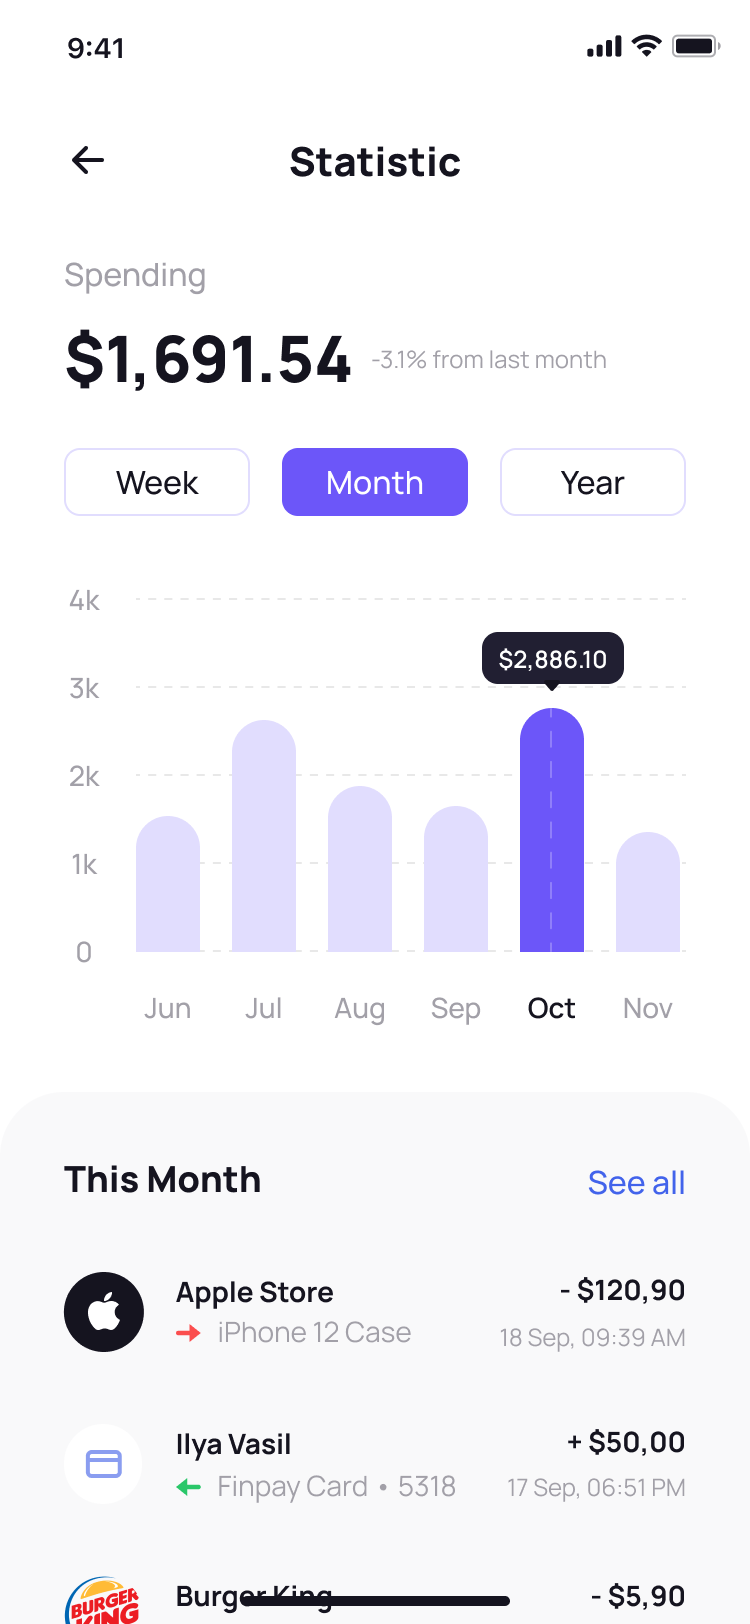 9:41
Statistic
Spending
$1,691.54 -3.1% from last month
Week Month Year
4k
$2,886.10
3k
2k
1k
0
Jun Jul Aug Sep Oct Nov
This Month See all
Apple Store - $120,90
iPhone 12 Case 18 Sep, 09:39 AM
Ilya Vasil + $50,00
Finpay Card • 5318 17 Sep, 06:51 PM
Burger King - $5,90
BURGER
KING